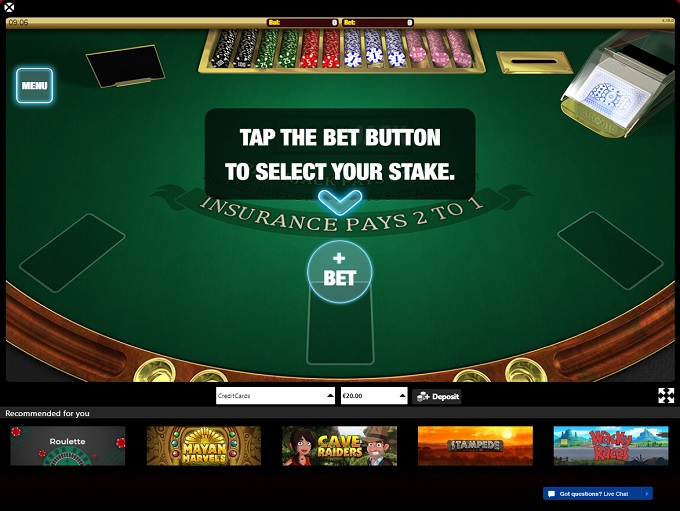 09:06
Bal: 0 Bet: 0
MENU
TAP THE BET BUTTON
TO SELECT YOUR STAKE.
INSURANCE PAYS 2 TO 1
+
BET
CreditCards €20.00 Deposit
Recommended for you
Roulette
MAYAN
MARVELS
CAVE
RAIDERS
STAMPEDE
Wacky
Races
Got questions? Live Chat